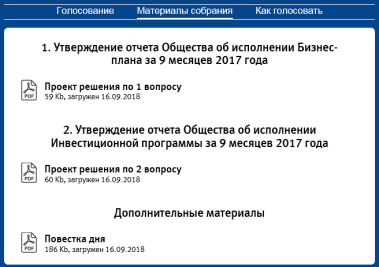 Голосование Материалы собрания Как голосовать
1. Утверждение отчета Общества об исполнении Бизнес-
плана за 9 месяцев 2017 года
Проект решения по 1 вопросу
59 Kb, загружен 16.09.2018
2. Утверждение отчета Общества об исполнении
Инвестиционной программы за 9 месяцев 2017 года
Проект решения по 2 вопросу
60 Kb, загружен 16.09.2018
Дополнительные материалы
Повестка дня
186 Kb, загружен 16.09.2018
PDF
PDF
PDF